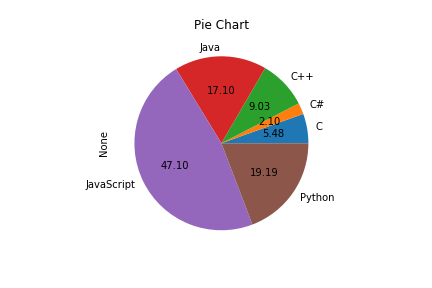 Pie Chart
Java
C++
C#
C
17.10
9.03
2.10
5.48
None
47.10
19.19
JavaScript
Python